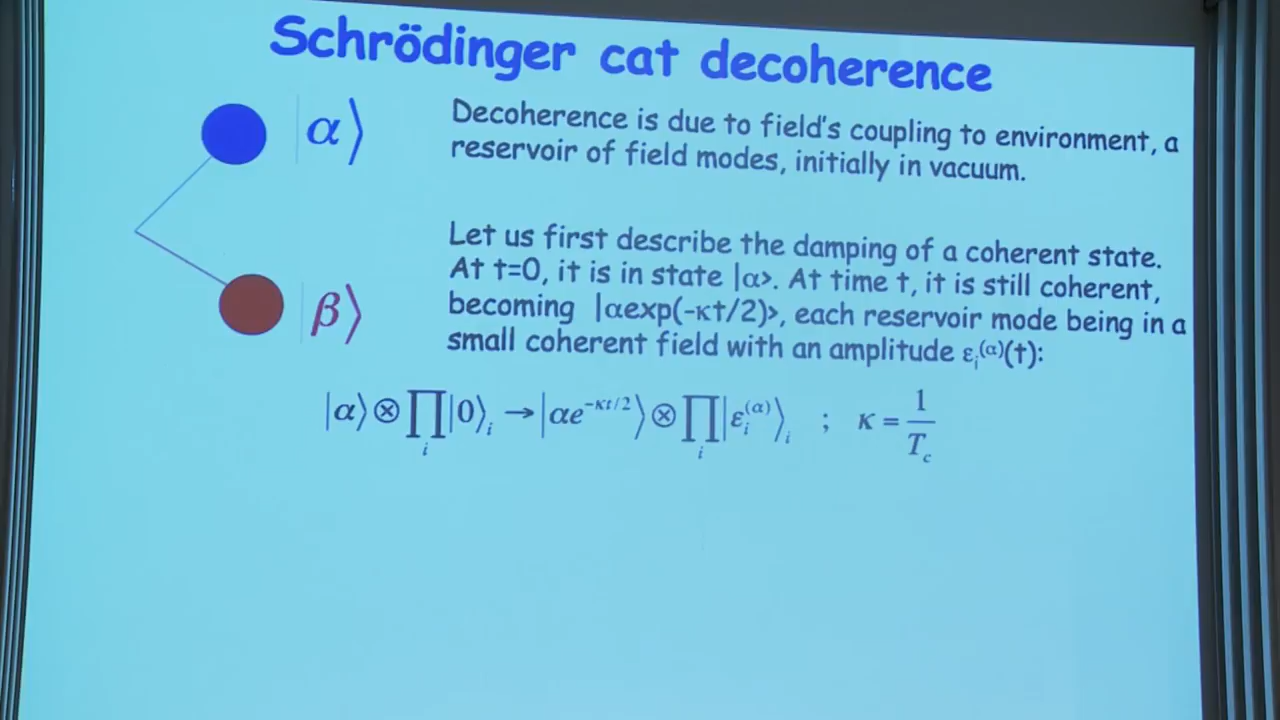 Schrödinger cat decoherence
|α⟩
Decoherence is due to field's coupling to environment, a
reservoir of field modes, initially in vacuum.
|β⟩
Let us first describe the damping of a coherent state.
At t=0, it is in state |α>. At time t, it is still coherent,
becoming |αexp(-κt/2)>, each reservoir mode being in a
small coherent field with an amplitude εᵢ⁽ᵅ⁾(t):
|α⟩⊗∏ᵢ|0⟩ᵢ → |αe^{-κt/2}⟩⊗∏ᵢ|εᵢ^{(α)}⟩ᵢ ; κ = 1/T_c